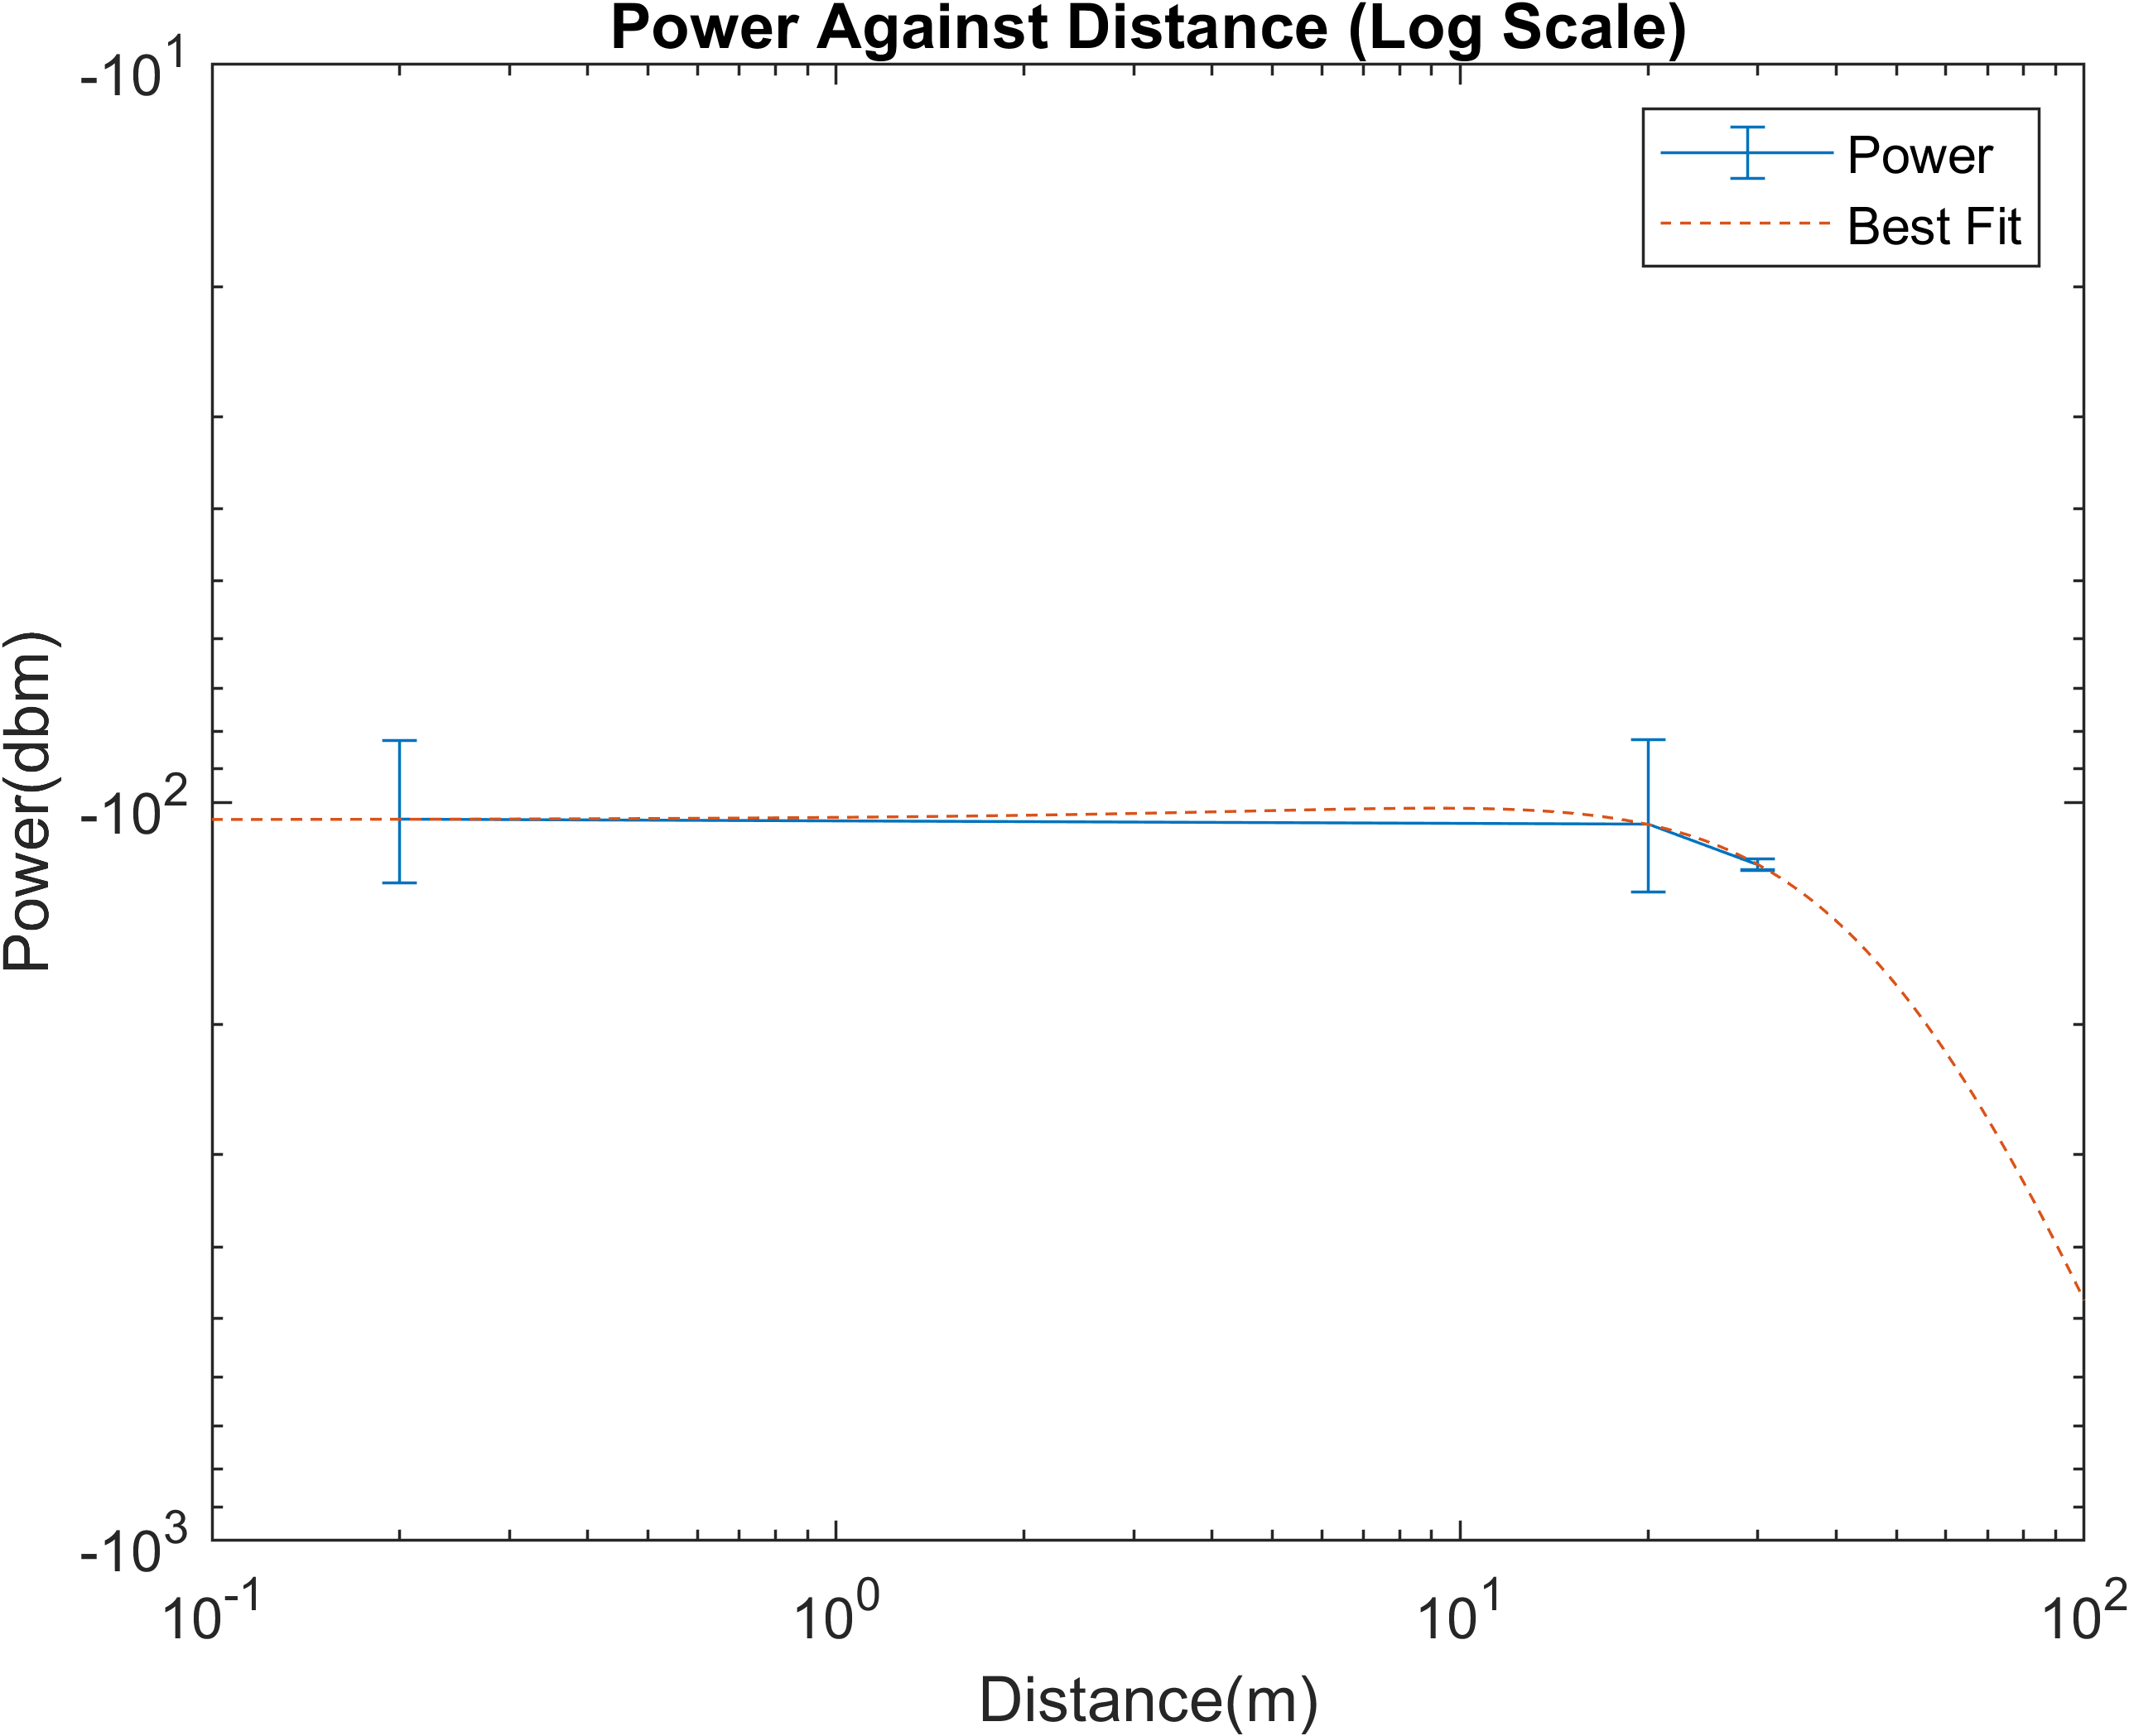 Power Against Distance (Log Scale)
-10^1
Power
Best Fit
Power(dbm)
-10^2
-10^3
10^-1
10^0
10^1
10^2
Distance(m)